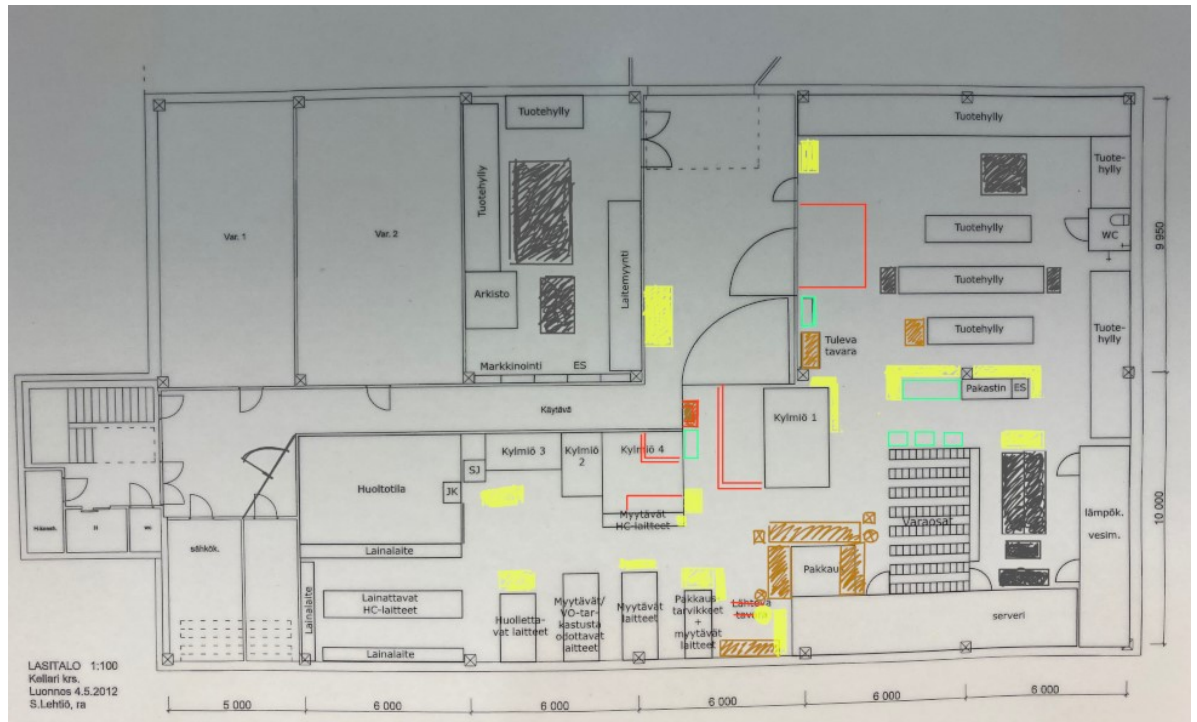 Tuotehylly
Tuotehylly
Tuotehylly
Tuote-
hylly
Var. 1
Var. 2
Tuotehylly
WC
Arkisto
Laitemyynti
Tuotehylly
Tuotehylly
Tuleva
tavara
Tuote-
hylly
Markkinointi
ES
Pakastin
ES
Käytävä
Kylmiö 1
Kylmiö 3
Kylmiö
2
Kylmiö 4
SJ
JK
Huoltotila
Myytävät
HC-laitteet
Varaosat
lämpök.
vesim.
sähkök.
Lainalaite
Pakkau
Lainalaite
Lainattavat
HC-laitteet
Huolletta-
vat laitteet
Myytävät/
VO-tar-
kastusta
odottavat
laitteet
Myytävät
laitteet
Pakkaus
tarvikkeet
+
myytävät
laitteet
Lähtevä
tavara
serveri
Lainalaite
9 950
10 000
LASITALO 1:100
Kellari krs.
Luonnos 4.5.2012
S.Lehtiö, ra
5 000
6 000
6 000
6 000
6 000
6 000